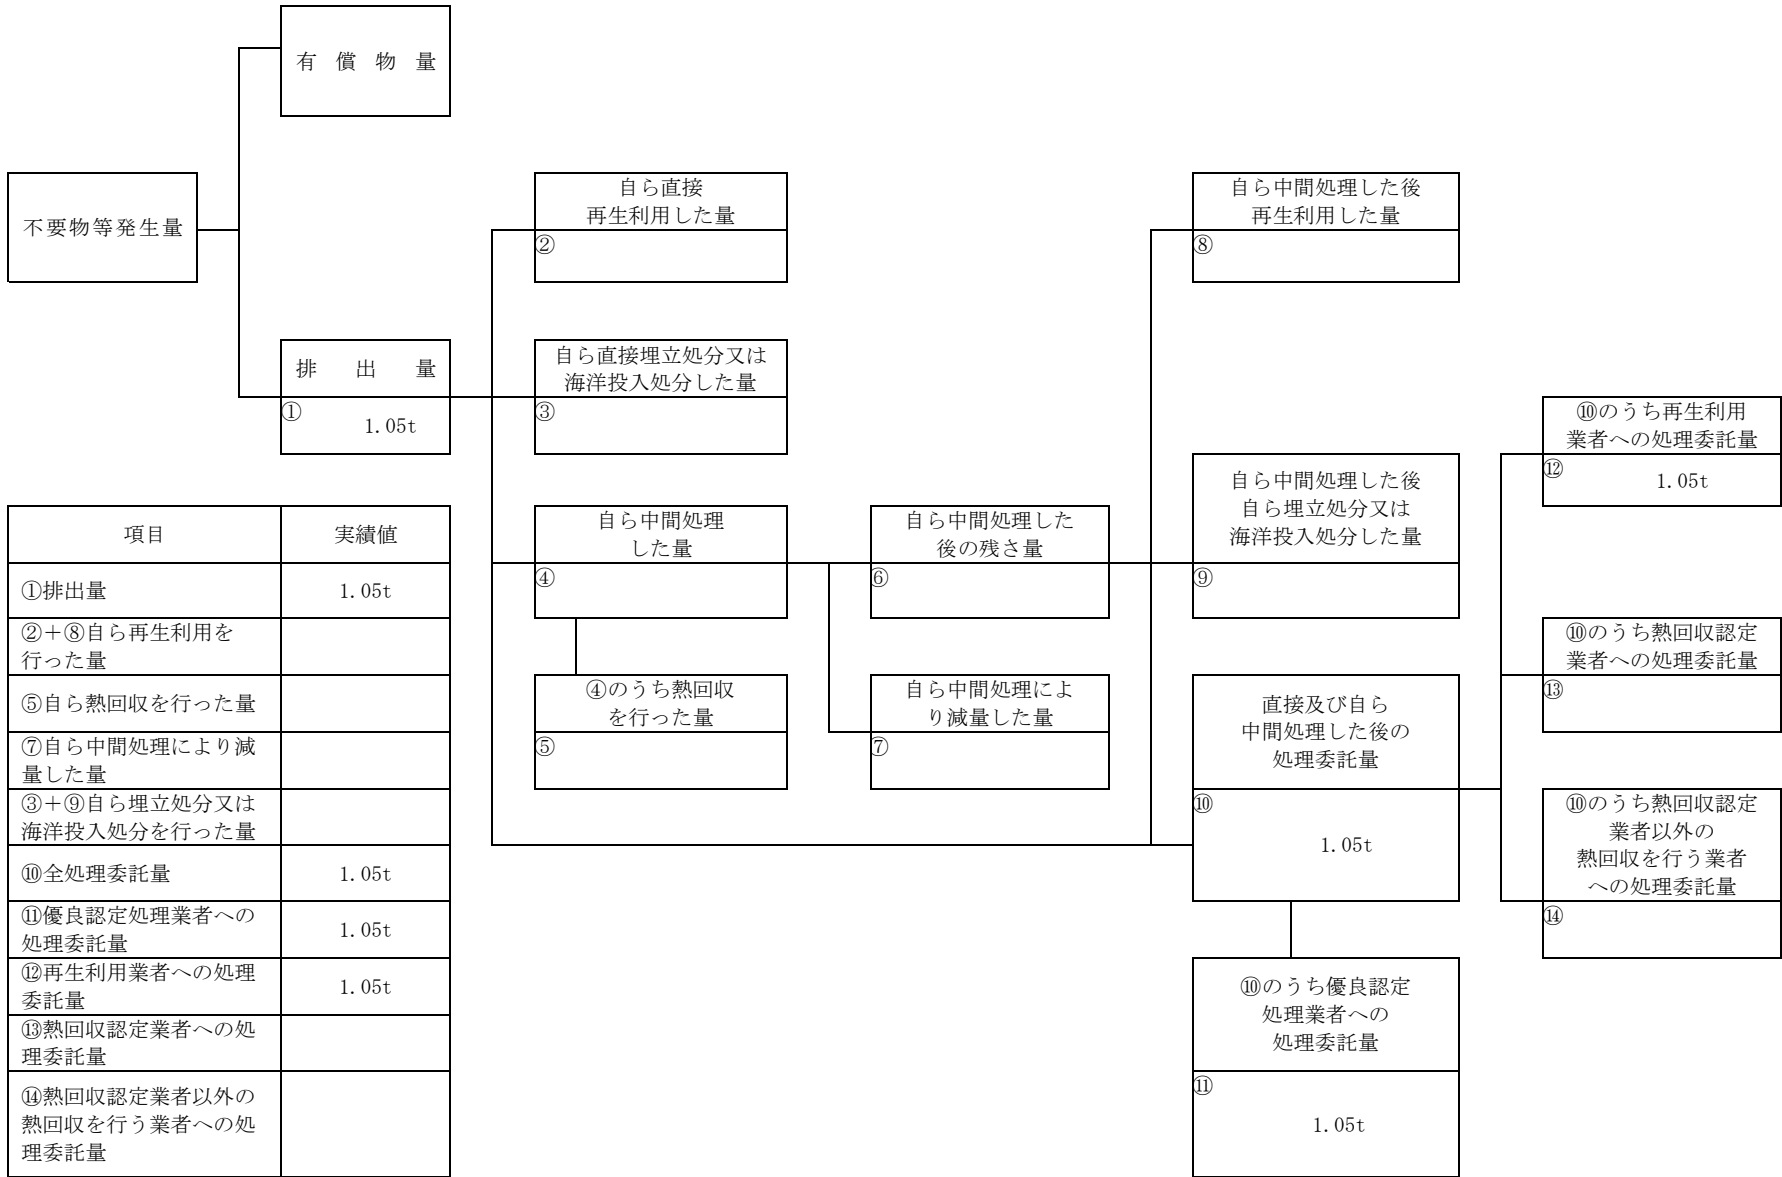 有償物量
不要物等発生量
自ら直接
再生利用した量
②
自ら中間処理した後
再生利用した量
⑧
排出量
①
1.05t
自ら直接埋立処分又は
海洋投入処分した量
③
⑩のうち再生利用
業者への処理委託量
⑫
1.05t
自ら中間処理した後
自ら埋立処分又は
海洋投入処分した量
⑨
自ら中間処理
した量
④
自ら中間処理した
後の残さ量
⑥
⑩のうち熱回収認定
業者への処理委託量
⑬
④のうち熱回収
を行った量
⑤
自ら中間処理によ
り減量した量
⑦
直接及び自ら
中間処理した後の
処理委託量
⑩
1.05t
⑩のうち熱回収認定
業者以外の
熱回収を行う業者
への処理委託量
⑭
⑩のうち優良認定
処理業者への
処理委託量
⑪
1.05t
項目 実績値
①排出量 1.05t
②+⑧自ら再生利用を
行った量
⑤自ら熱回収を行った量
⑦自ら中間処理により減
量した量
③+⑨自ら埋立処分又は
海洋投入処分を行った量
⑩全処理委託量 1.05t
⑪優良認定処理業者への
処理委託量 1.05t
⑫再生利用業者への処理
委託量 1.05t
⑬熱回収認定業者への処
理委託量
⑭熱回収認定業者以外の
熱回収を行う業者への処
理委託量